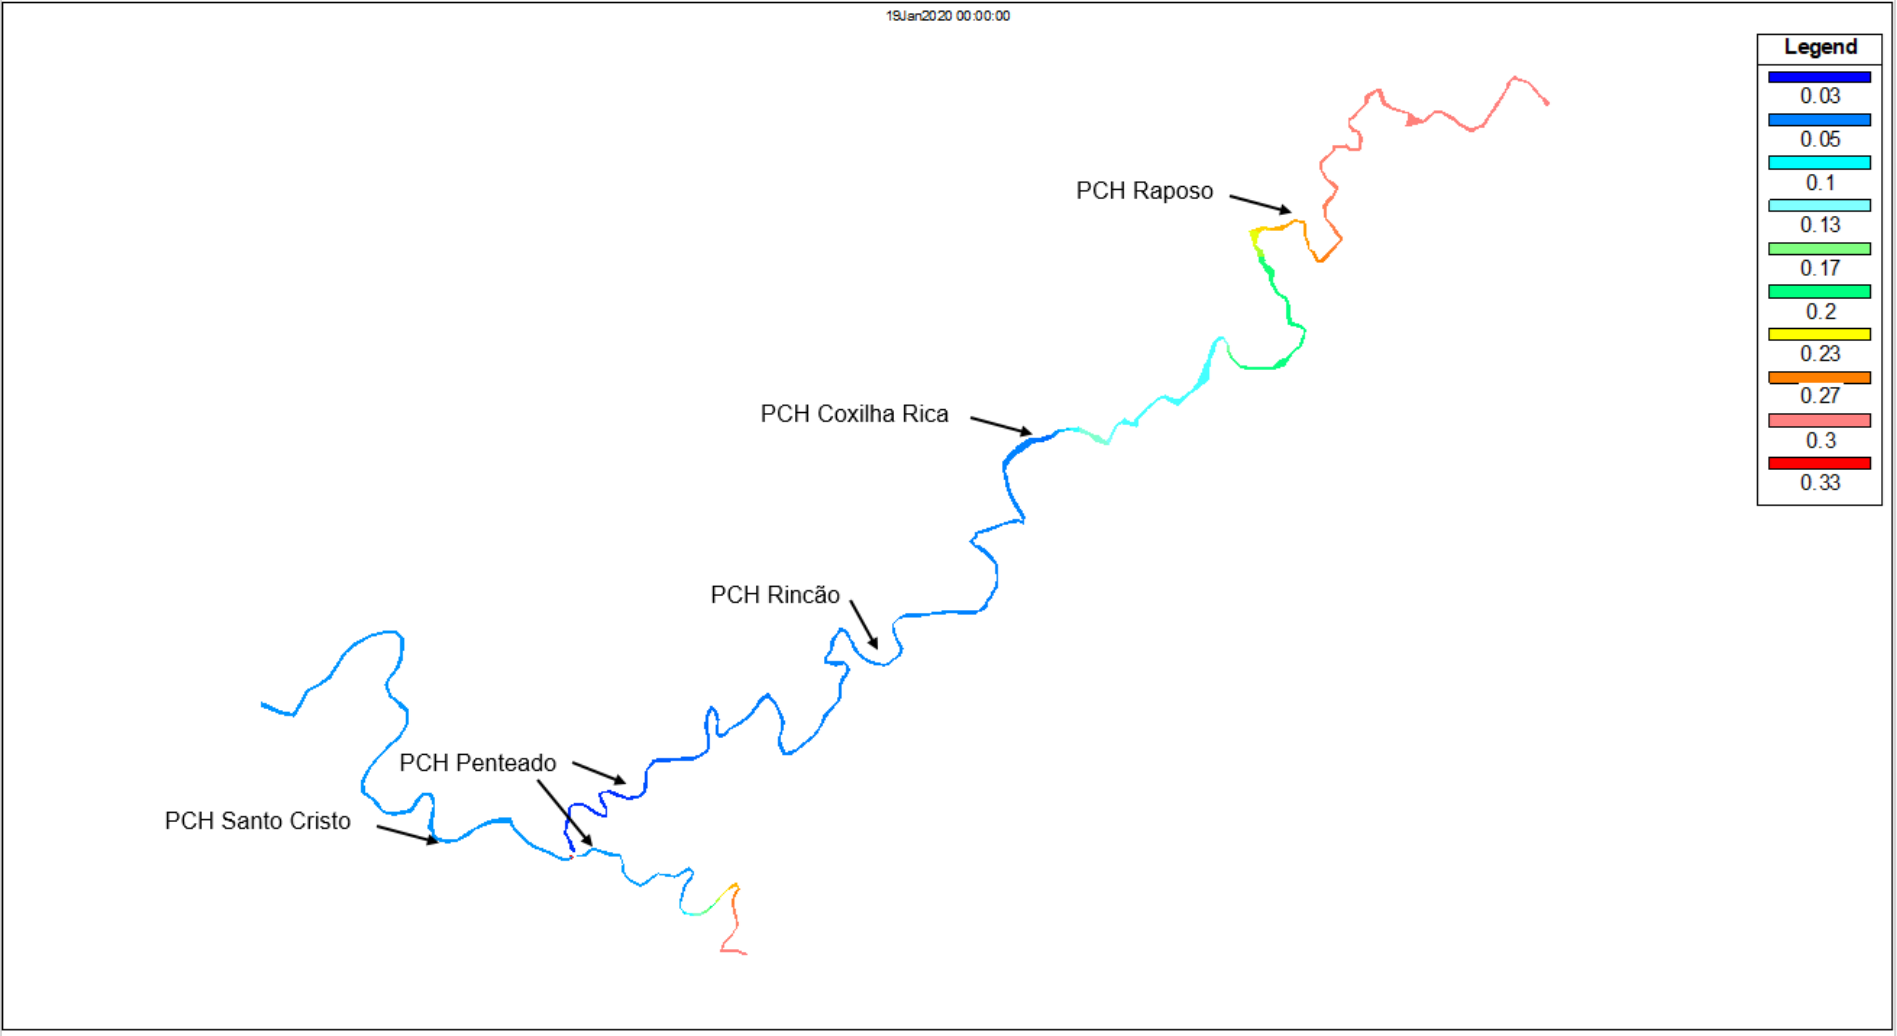 19Jan2020 00:00:00
Legend
0.03
0.05
0.1
0.13
0.17
0.2
0.23
0.27
0.3
0.33
PCH Raposo
PCH Coxilha Rica
PCH Rincão
PCH Penteado
PCH Santo Cristo